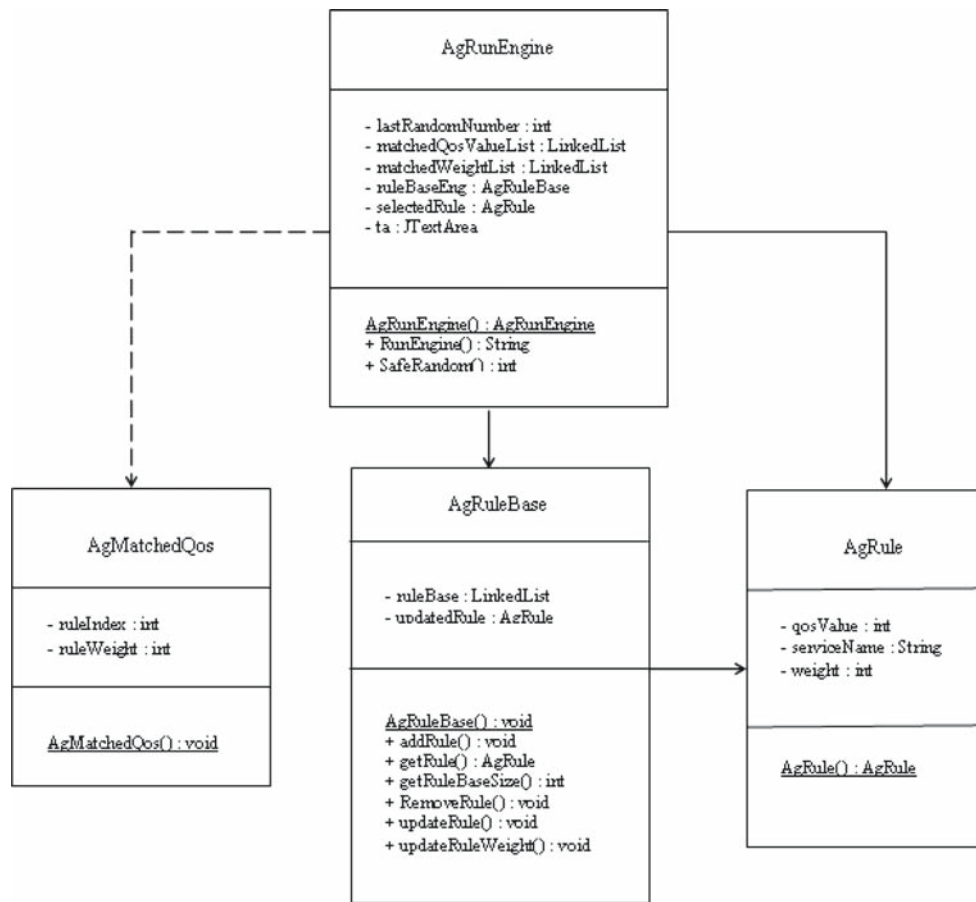 AgRunEngine
- lastRandomNumber : int
- matchedQosValueList : LinkedList
- matchedWeightList : LinkedList
- ruleBaseEng : AgRuleBase
- selectedRule : AgRule
- ta : JTextArea
AgRunEngine() : AgRunEngine
+ RunEngine() : String
+ SafeRandom() : int
AgMatchedQos
- ruleIndex : int
- ruleWeight : int
AgMatchedQos() : void
AgRuleBase
- ruleBase : LinkedList
- updatedRule : AgRule
AgRuleBase() : void
+ addRule() : void
+ getRule() : AgRule
+ getRuleBaseSize() : int
+ RemoveRule() : void
+ updateRule() : void
+ updateRuleWeight() : void
AgRule
- qosValue : int
- serviceName : String
- weight : int
AgRule() : AgRule